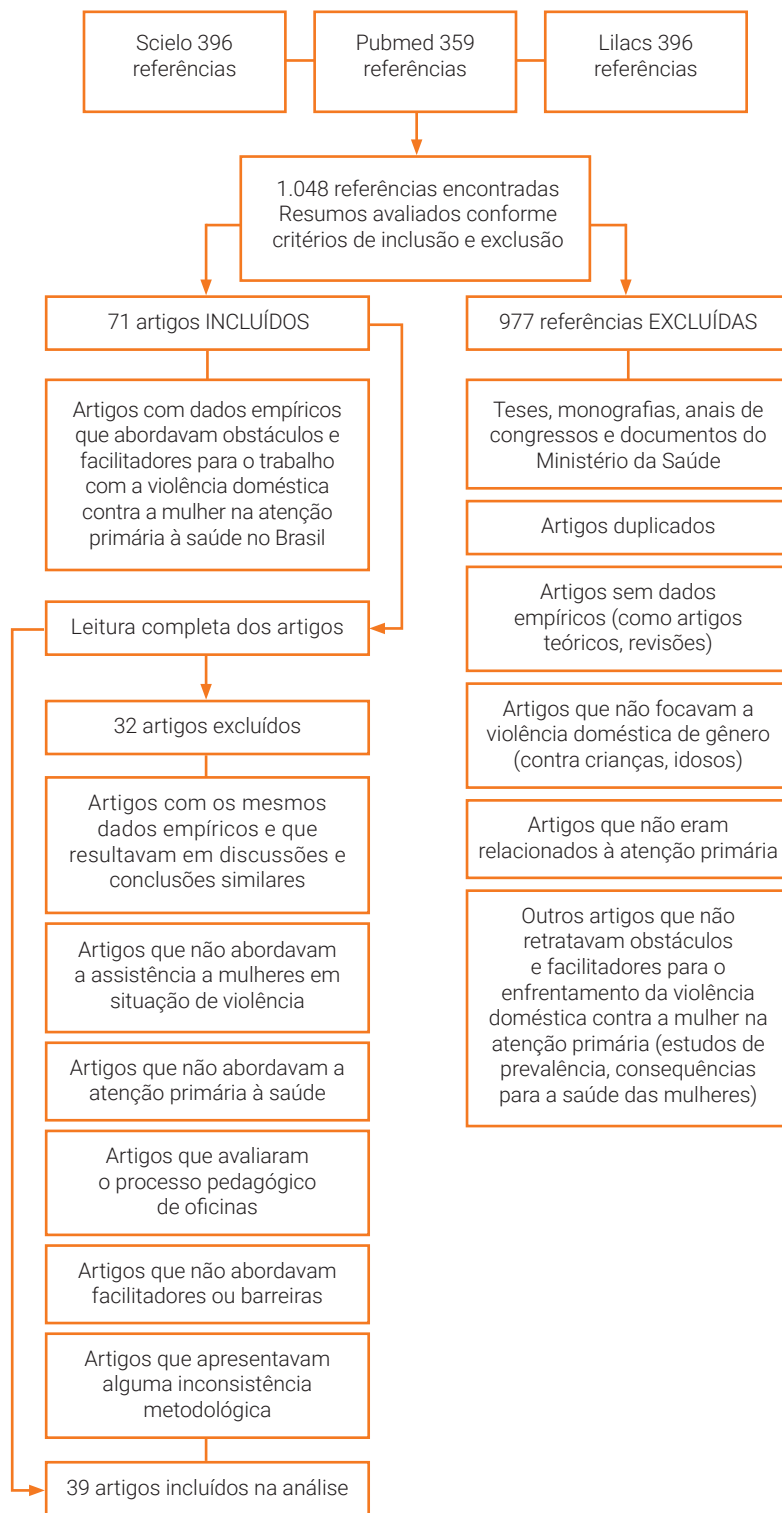 Scielo 396
referências
Pubmed 359
referências
Lilacs 396
referências
1.048 referências encontradas
Resumos avaliados conforme
critérios de inclusão e exclusão
71 artigos INCLUÍDOS
Artigos com dados empíricos
que abordavam obstáculos e
facilitadores para o trabalho
com a violência doméstica
contra a mulher na atenção
primária à saúde no Brasil
Leitura completa dos artigos
32 artigos excluídos
Artigos com os mesmos
dados empíricos e que
resultavam em discussões e
conclusões similares
Artigos que não abordavam
a assistência a mulheres em
situação de violência
Artigos que não abordavam a
atenção primária à saúde
Artigos que avaliaram
o processo pedagógico
de oficinas
Artigos que não abordavam
facilitadores ou barreiras
Artigos que apresentavam
alguma inconsistência
metodológica
39 artigos incluídos na análise
977 referências EXCLUÍDAS
Teses, monografias, anais de
congressos e documentos do
Ministério da Saúde
Artigos duplicados
Artigos sem dados
empíricos (como artigos
teóricos, revisões)
Artigos que não focavam a
violência doméstica de gênero
(contra crianças, idosos)
Artigos que não eram
relacionados à atenção primária
Outros artigos que não
retratavam obstáculos
e facilitadores para o
enfrentamento da violência
doméstica contra a mulher na
atenção primária (estudos de
prevalência, consequências
para a saúde das mulheres)